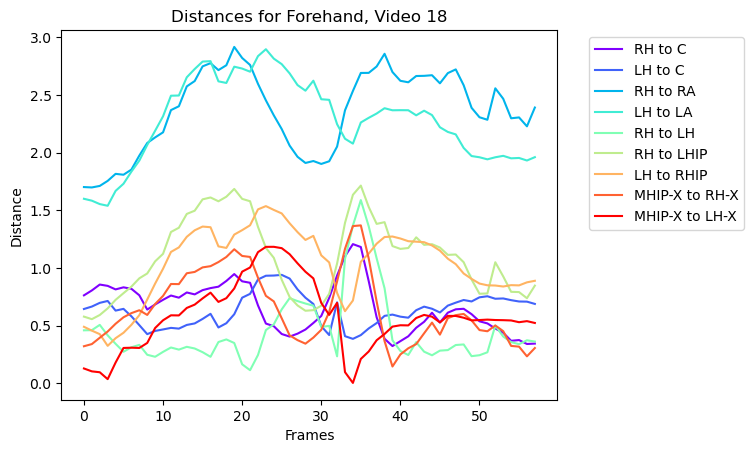 Distances for Forehand, Video 18
3.0
2.5
2.0
1.5
1.0
0.5
0.0
Distance
0 10 20 30 40 50
Frames
RH to C
LH to C
RH to RA
LH to LA
RH to LH
RH to LHIP
LH to RHIP
MHIP-X to RH-X
MHIP-X to LH-X